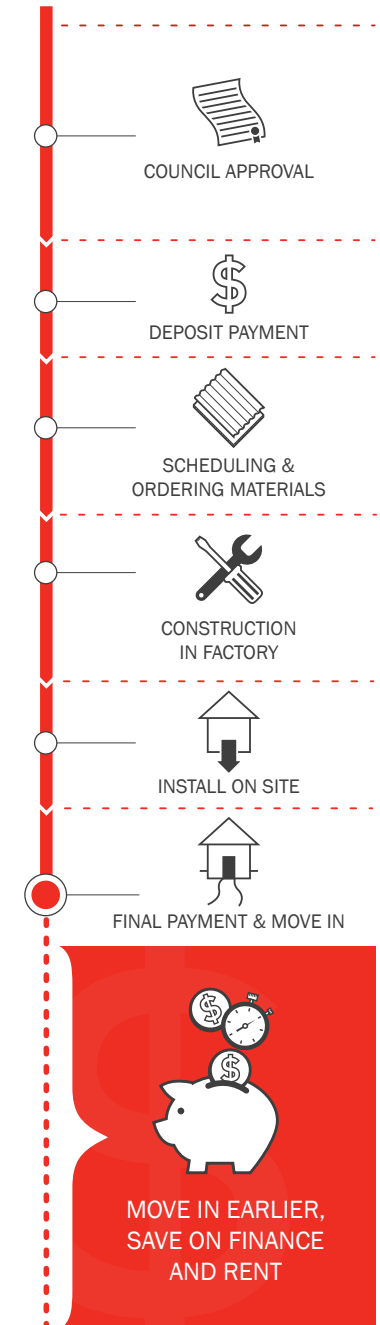 COUNCIL APPROVAL
$
DEPOSIT PAYMENT
SCHEDULING &
ORDERING MATERIALS
CONSTRUCTION
IN FACTORY
INSTALL ON SITE
FINAL PAYMENT & MOVE IN
$
$
MOVE IN EARLIER,
SAVE ON FINANCE
AND RENT